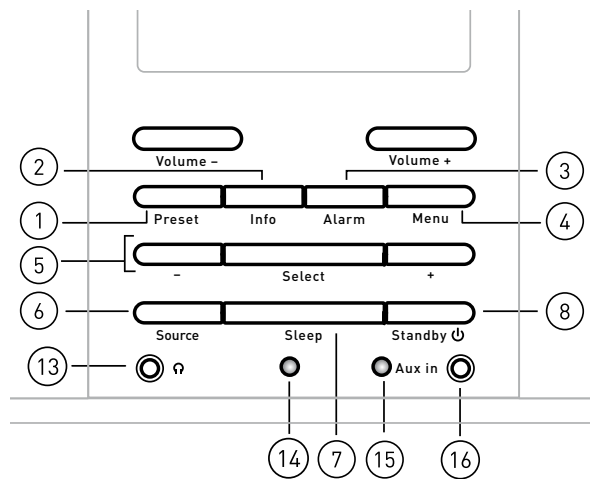 Volume – Volume +
2 3
1 Preset Info Alarm Menu 4
5 – Select +
6 8
Source Sleep Standby
13 Aux in
14 7 15 16